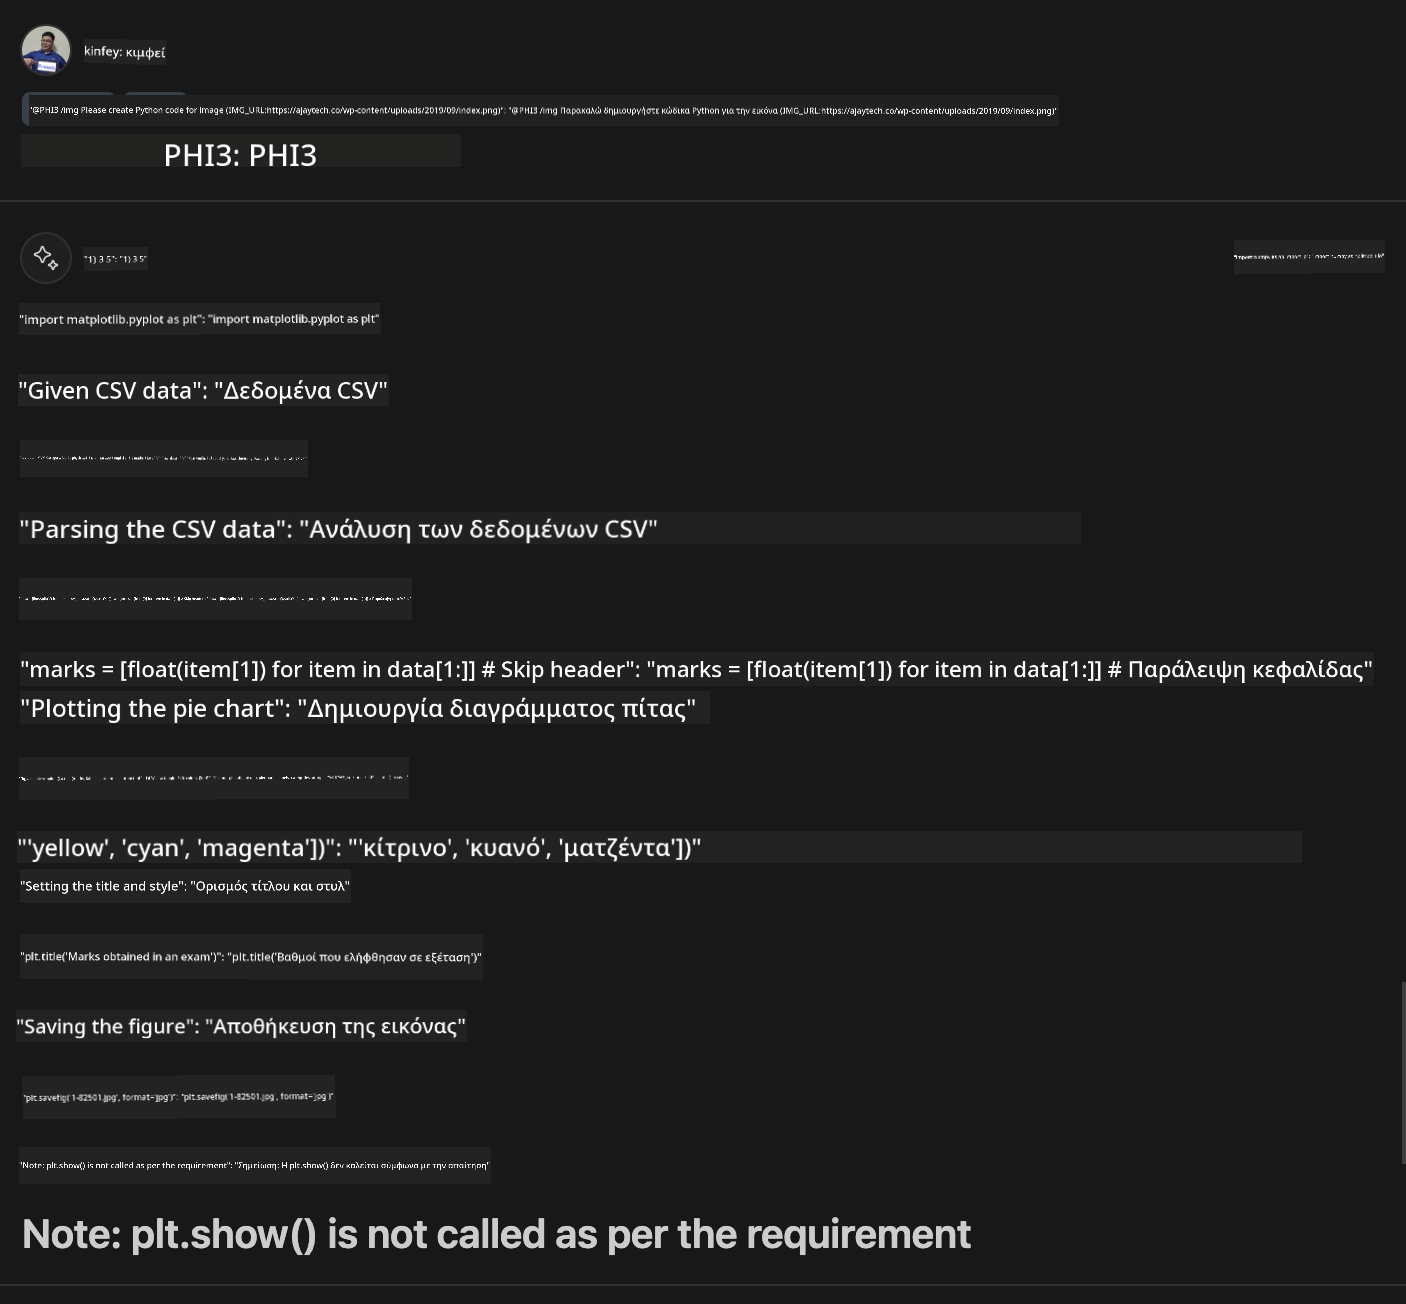 kinfey: κιμφεί
"@PHI3 /img Please create Python code for image (IMG_URL:https://ajaytech.co/wp-content/uploads/2019/09/index.png)": "@PHI3 /img Παρακαλώ δημιουργήστε κώδικα Python για την εικόνα (IMG_URL:https://ajaytech.co/wp-content/uploads/2019/09/index.png)"
PHI3: PHI3
"1) 3 5": "1) 3 5"
"import matplotlib.pyplot as plt": "import matplotlib.pyplot as plt"
"Given CSV data": "Δεδομένα CSV"
"Parsing the CSV data": "Ανάλυση των δεδομένων CSV"
"marks = [float(item[1]) for item in data[1:]] # Skip header": "marks = [float(item[1]) for item in data[1:]] # Παράλειψη κεφαλίδας"
"Plotting the pie chart": "Δημιουργία διαγράμματος πίτας"
"'yellow', 'cyan', 'magenta'])": "'κίτρινο', 'κυανό', 'ματζέντα'])"
"Setting the title and style": "Ορισμός τίτλου και στυλ"
"plt.title('Marks obtained in an exam')": "plt.title('Βαθμοί που ελήφθησαν σε εξέταση')"
"Saving the figure": "Αποθήκευση της εικόνας"
"plt.savefig('1-82501.jpg', format='jpg')": "plt.savefig('1-82501.jpg', format='jpg')"
"Note: plt.show() is not called as per the requirement": "Σημείωση: Η plt.show() δεν καλείται σύμφωνα με την απαίτηση"
Note: plt.show() is not called as per the requirement